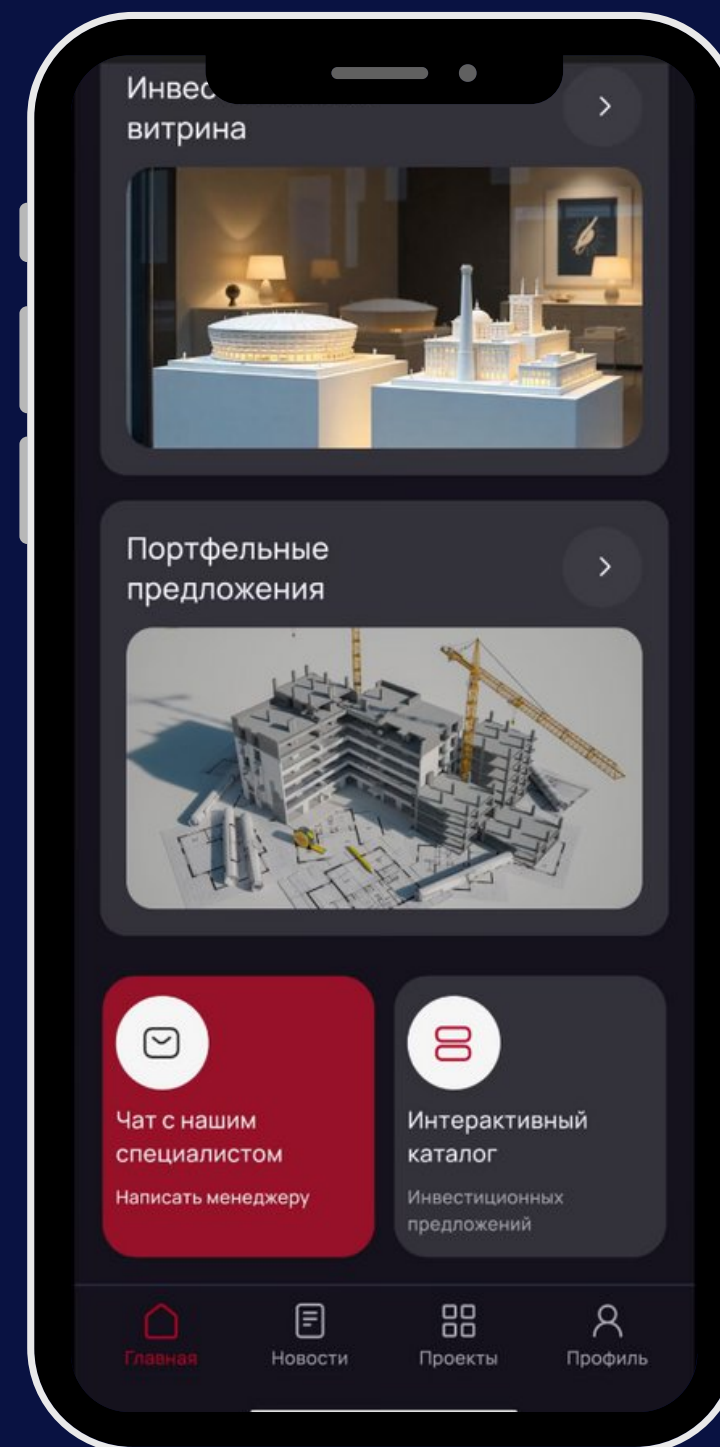 Инвес
витрина
Портфельные
предложения
Чат с нашим
специалистом
Написать менеджеру
Интерактивный
каталог
Инвестиционных
предложений
Главная
Новости
Проекты
Профиль